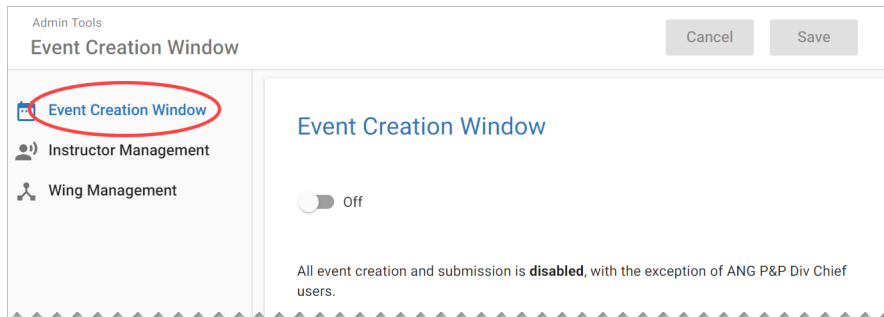 Admin Tools
Event Creation Window
Cancel
Save
Event Creation Window
Instructor Management
Wing Management
Event Creation Window
Off
All event creation and submission is disabled, with the exception of ANG P&P Div Chief
users.